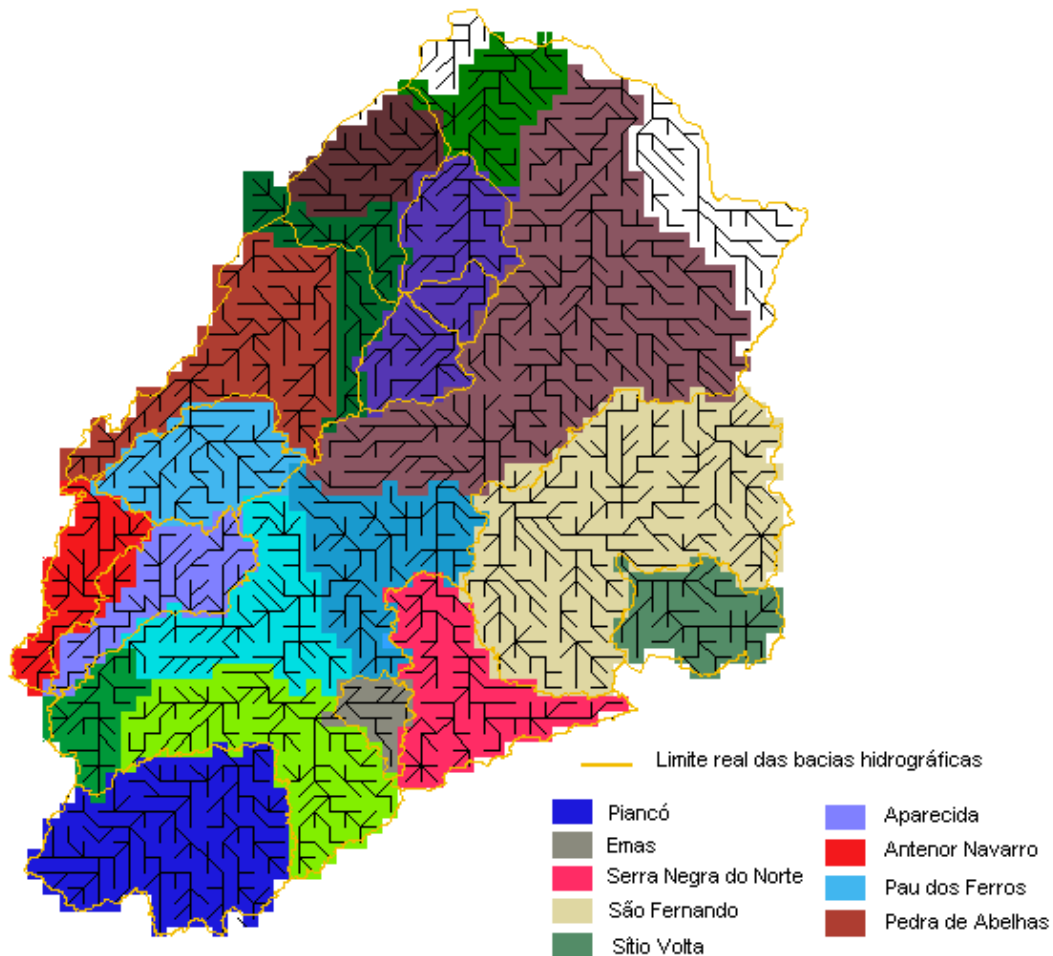 Limite real das bacias hidrográficas
Piancó
Emas
Serra Negra do Norte
São Fernando
Sítio Volta
Aparecida
Antenor Navarro
Pau dos Ferros
Pedra de Abelhas